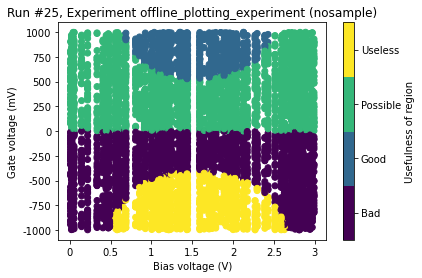 Run #25, Experiment offline_plotting_experiment (nosample)
1000
750
500
250
0
-250
-500
-750
-1000
Gate voltage (mV)
0 0.5 1 1.5 2 2.5 3
Bias voltage (V)
Useless
Possible
Good
Bad
Usefulness of region